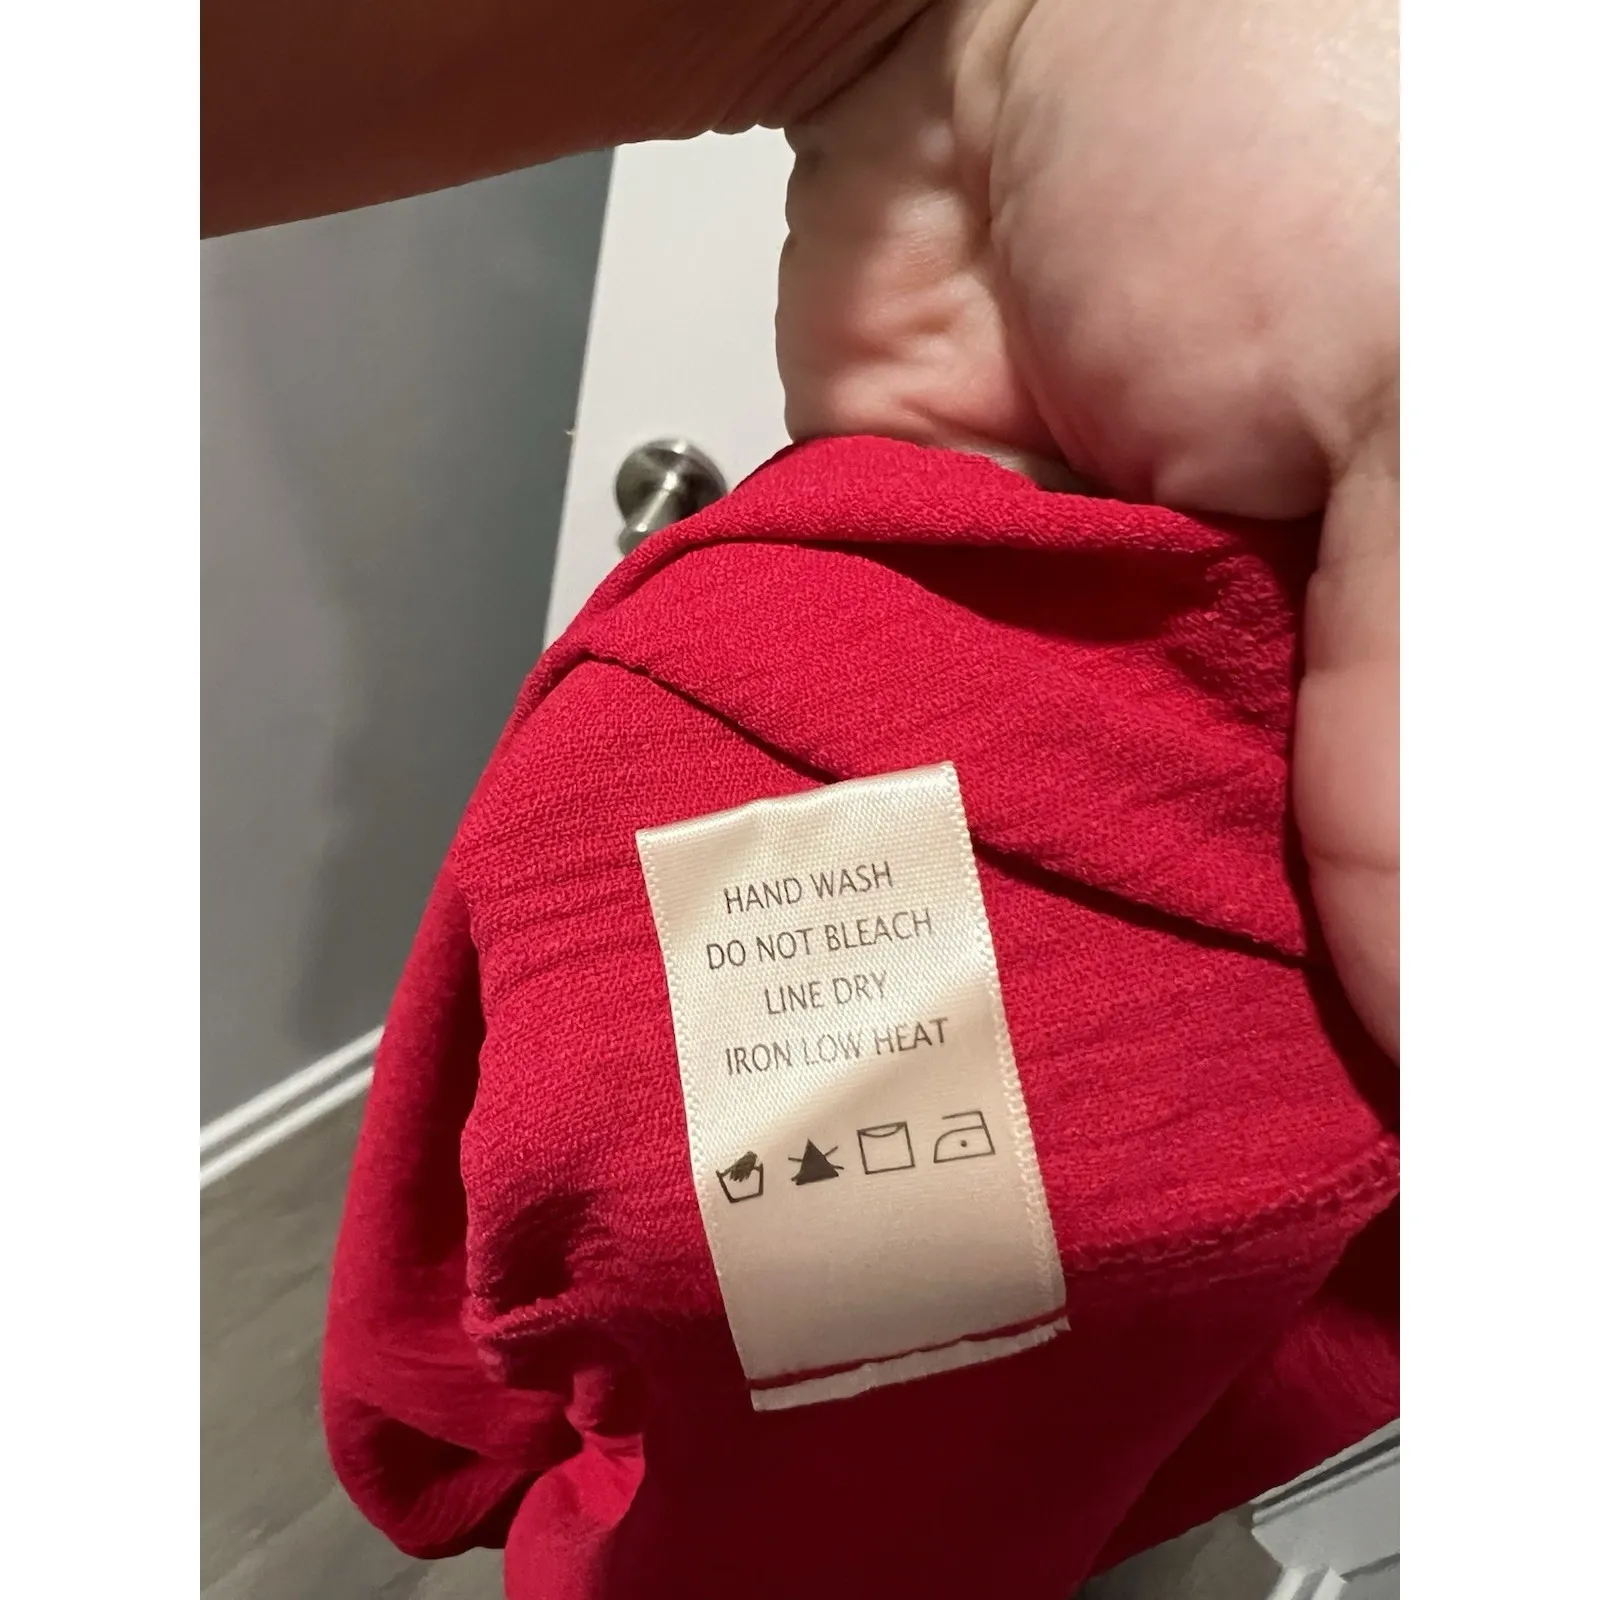 HAND WASH
DO NOT BLEACH
LINE DRY
IRON LOW HEAT